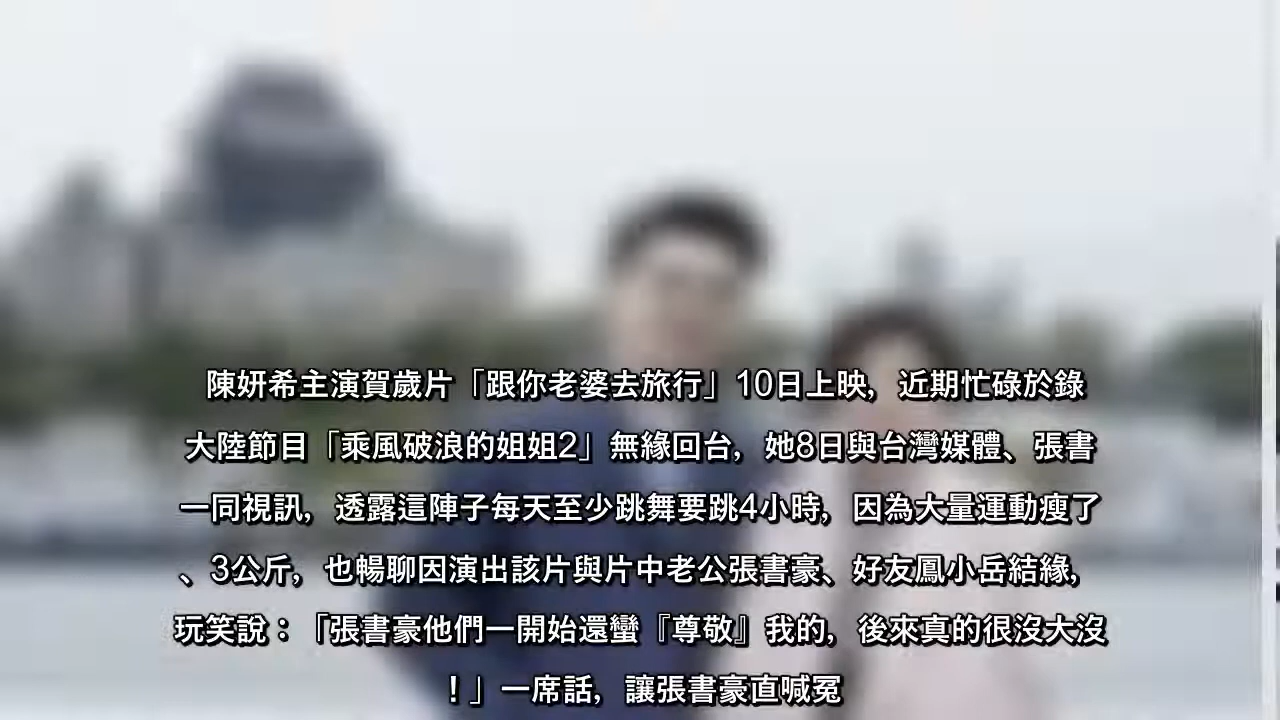 陳妍希主演賀歲片「跟你老婆去旅行」10日上映，近期忙碌於錄
大陸節目「乘風破浪的姐姐2」無緣回台，她8日與台灣媒體、張書
一同視訊，透露這陣子每天至少跳舞要跳4小時，因為大量運動瘦了
、3公斤，也暢聊因演出該片與片中老公張書豪、好友鳳小岳結緣，
玩笑說：「張書豪他們一開始還蠻『尊敬』我的，後來真的很沒大沒
！」一席話，讓張書豪直喊冤